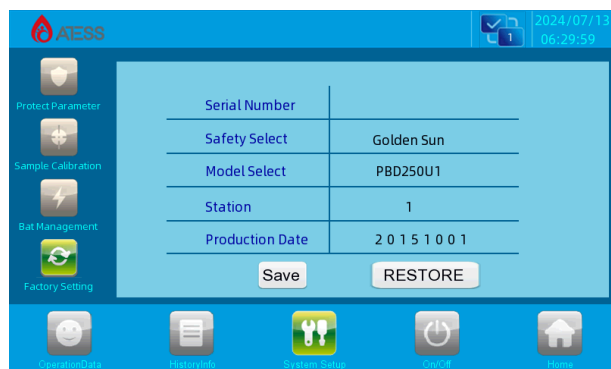 ATESS
1
2024/07/13
06:29:59
Protect Parameter
Sample Calibration
Bat Management
Factory Setting
Serial Number
Safety Select Golden Sun
Model Select PBD250U1
Station 1
Production Date 20151001
Save RESTORE
OperationData HistoryInfo System Setup On/Off Home